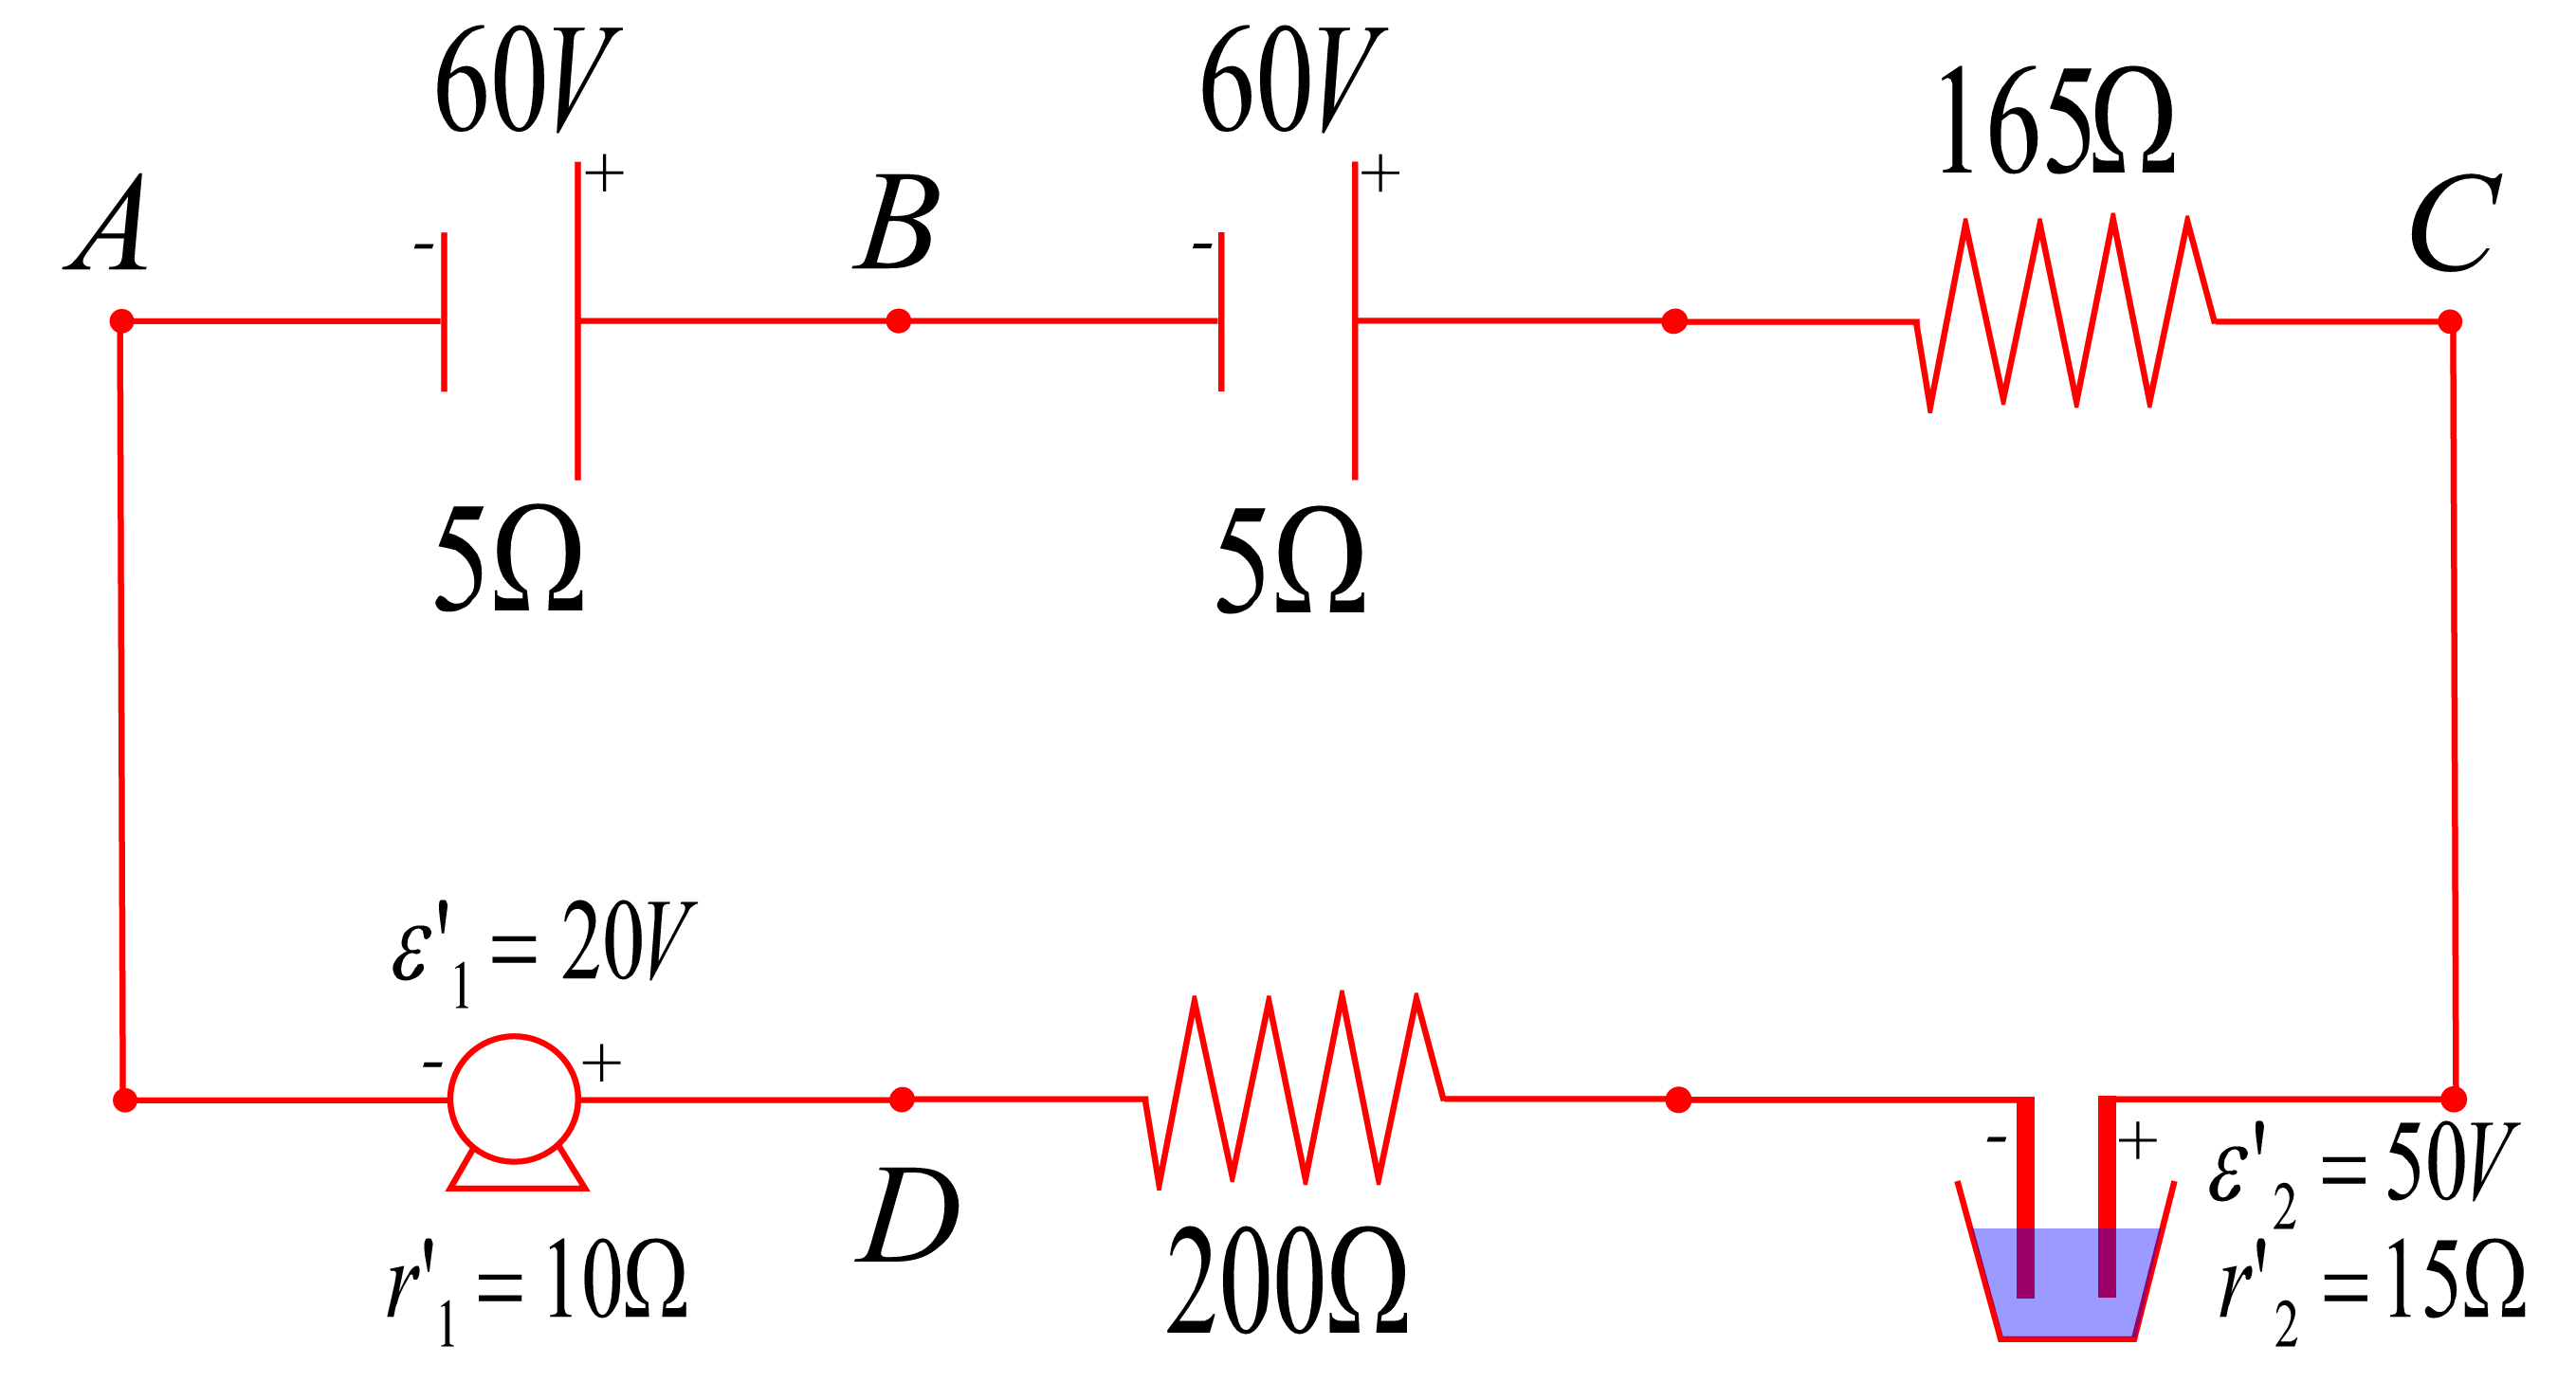 60V
60V
165Ω
A
- +
B
- +
C
5Ω
5Ω
ε'₁ = 20V
- +
D
r'₁ = 10Ω
200Ω
- +
ε'₂ = 50V
r'₂ = 15Ω